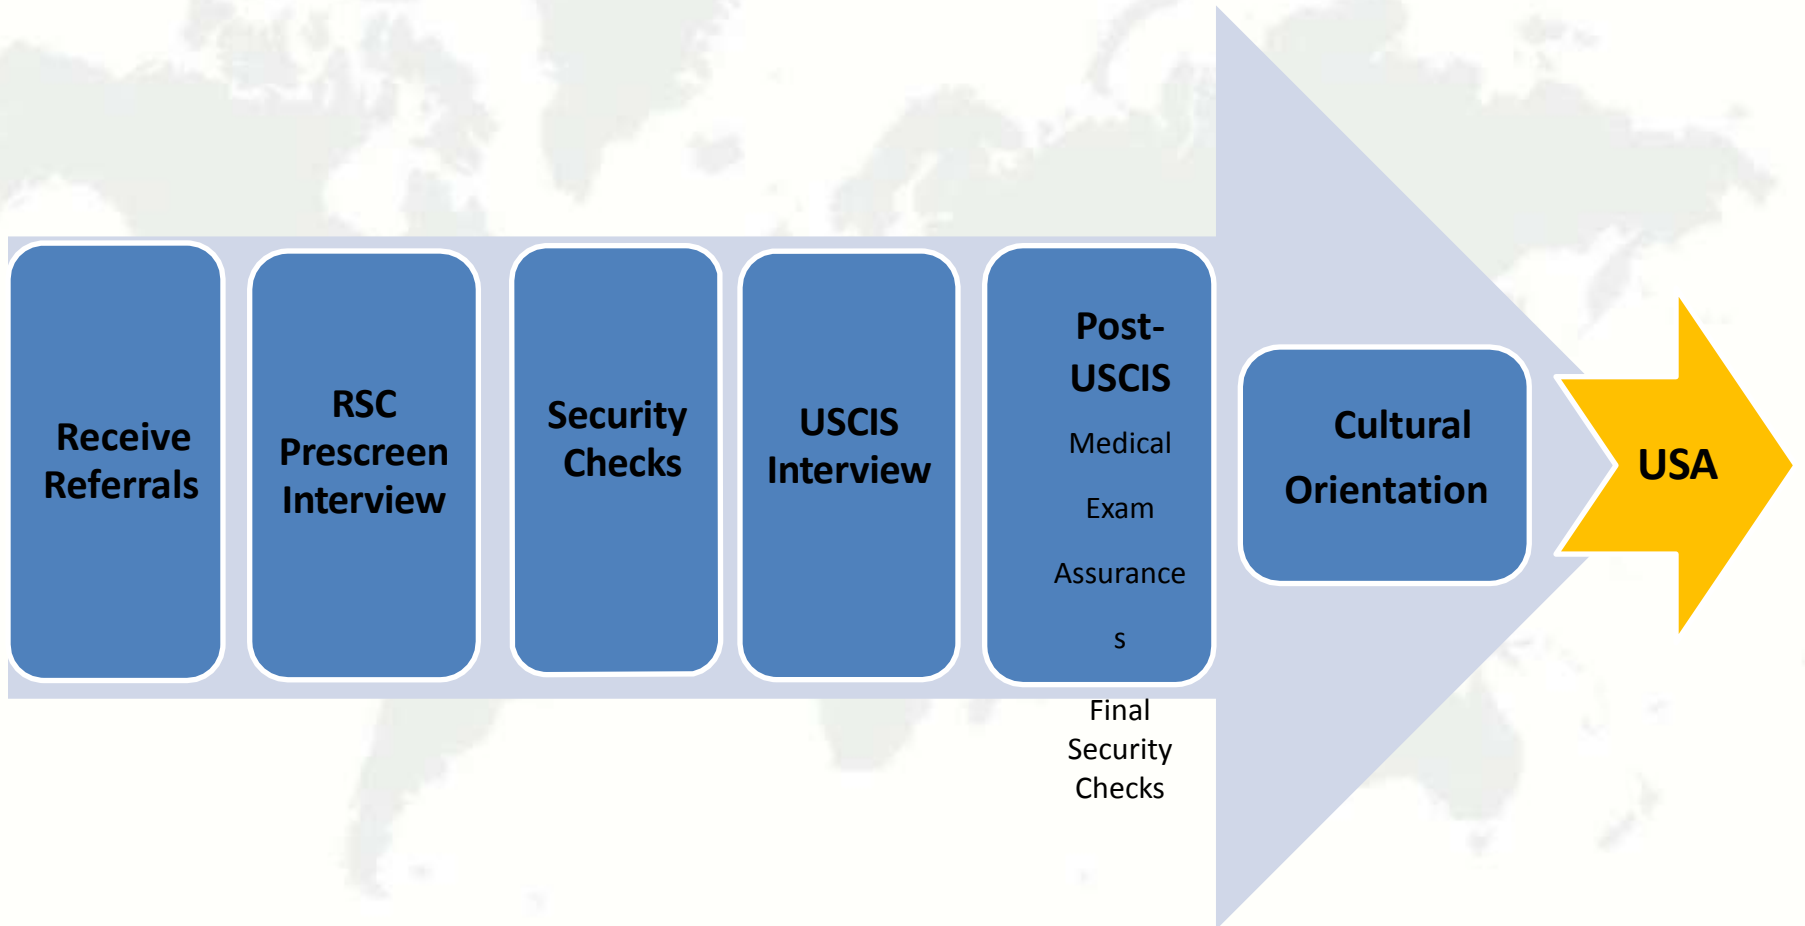 Receive
Referrals
RSC
Prescreen
Interview
Security
Checks
USCIS
Interview
Post-
USCIS
Medical
Exam
Assurance
s
Final
Security
Checks
Cultural
Orientation
USA